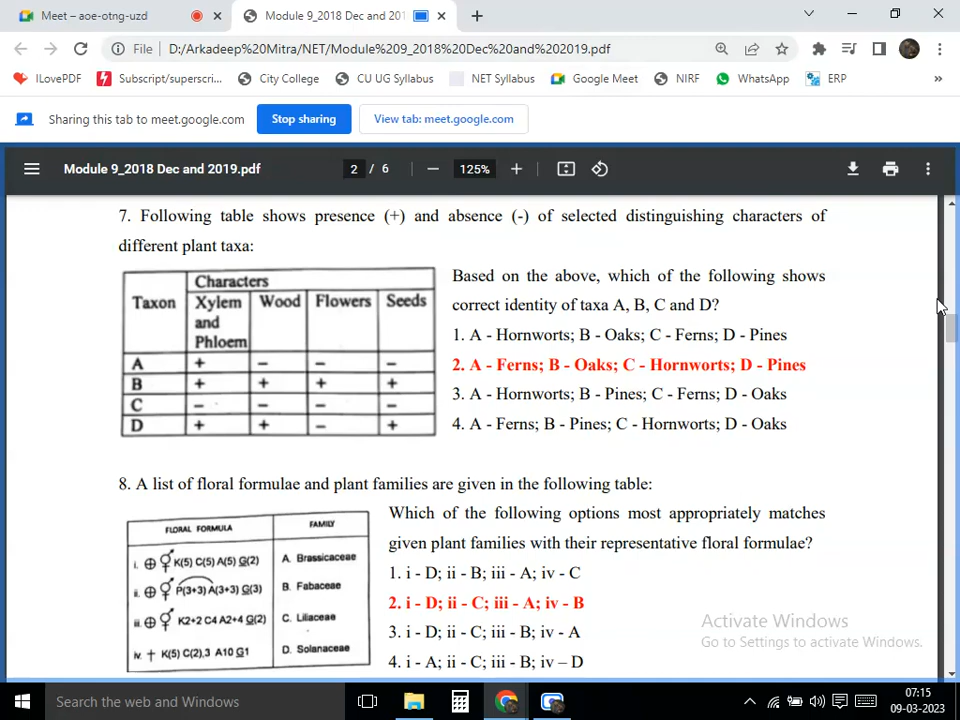 Meet – aoe-otng-uzd
Module 9_2018 Dec and 201
File D:/Arkadeep%20Mitra/NET/Module%209_2018%20Dec%20and%202019.pdf
ILovePDF Subscript/superscri... City College CU UG Syllabus NET Syllabus Google Meet NIRF WhatsApp ERP »
Sharing this tab to meet.google.com Stop sharing View tab: meet.google.com
Module 9_2018 Dec and 2019.pdf 2 / 6 125%
7. Following table shows presence (+) and absence (-) of selected distinguishing characters of
different plant taxa:
Taxon Characters
Xylem and Phloem Wood Flowers Seeds
A + – – –
B + + + +
C – – – –
D + + – +
Based on the above, which of the following shows
correct identity of taxa A, B, C and D?
1. A - Hornworts; B - Oaks; C - Ferns; D - Pines
2. A - Ferns; B - Oaks; C - Hornworts; D - Pines
3. A - Hornworts; B - Pines; C - Ferns; D - Oaks
4. A - Ferns; B - Pines; C - Hornworts; D - Oaks
8. A list of floral formulae and plant families are given in the following table:
FLORAL FORMULA FAMILY
i. ⊕ ⚥ K(5) C(5) A(5) G(2) A. Brassicaceae
ii. ⊕ ⚥ P(3+3) A(3+3) G(3) B. Fabaceae
⊕ ⚥ K2+2 C4 A2+4 G(2) C. Liliaceae
iv. † K(5) C(2),3 A10 G1 D. Solanaceae
Which of the following options most appropriately matches
given plant families with their representative floral formulae?
1. i - D; ii - B; iii - A; iv - C
2. i - D; ii - C; iii - A; iv - B
3. i - D; ii - C; iii - B; iv - A
4. i - A; ii - C; iii - B; iv – D
Activate Windows
Go to Settings to activate Windows.
Search the web and Windows
07:15
09-03-2023